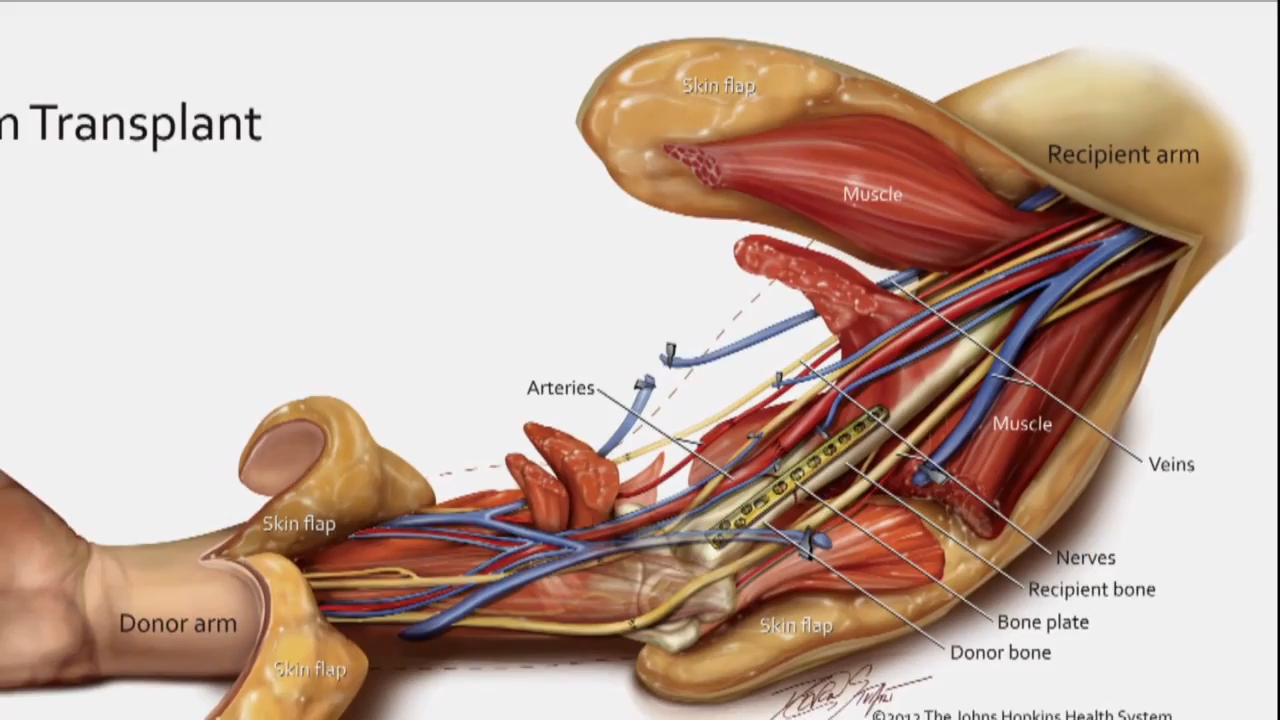 m Transplant
Skin flap
Recipient arm
Muscle
Arteries
Muscle
Veins
Skin flap
Nerves
Recipient bone
Donor arm
Skin flap
Bone plate
Donor bone
Skin flap
©2012 The Johns Hopkins Health System